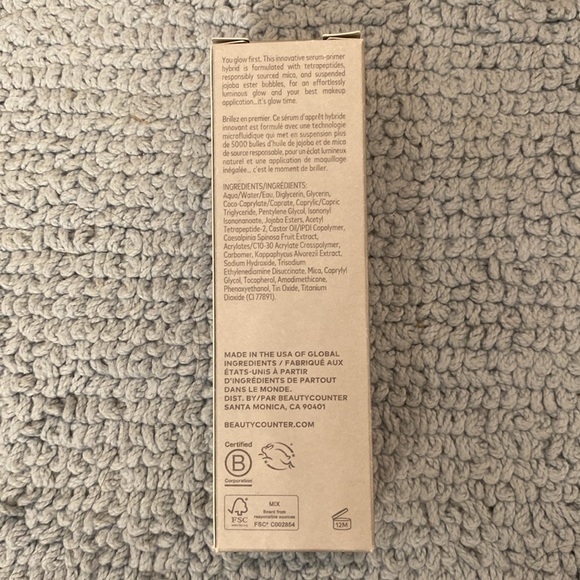 You glow first. This innovative serum-primer
hybrid is formulated with tetrapeptides,
responsibly sourced mica, and suspended
jojoba ester bubbles, for an effortlessly
luminous glow and your best makeup
application...it's glow time.
Brillez en premier. Ce sérum d'apprêt hybride
innovant est formulé avec une technologie
microfluidique qui met en suspension plus
de 5000 bulles d'huile de jojoba et de mica
de source responsable, pour un éclat lumineux
naturel et une application de maquillage
inégalée... c'est le moment de briller.
INGREDIENTS/INGRÉDIENTS:
Aqua/Water/Eau, Diglycerin, Glycerin,
Coco-Caprylate/Caprate, Caprylic/Capric
Triglyceride, Pentylene Glycol, Isononyl
Isononanoate, Jojoba Esters, Acetyl
Tetrapeptide-2, Castor Oil/IPDI Copolymer,
Caesalpinia Spinosa Fruit Extract,
Acrylates/C10-30 Acrylate Crosspolymer,
Carbomer, Kappaphycus Alvarezii Extract,
Sodium Hydroxide, Trisodium
Ethylenediamine Disuccinate, Mica, Caprylyl
Glycol, Tocopherol, Amodimethicone,
Phenoxyethanol, Tin Oxide, Titanium
Dioxide (CI 77891).
MADE IN THE USA OF GLOBAL
INGREDIENTS / FABRIQUÉ AUX
ÉTATS-UNIS À PARTIR
D'INGRÉDIENTS DE PARTOUT
DANS LE MONDE.
DIST. BY/PAR BEAUTYCOUNTER
SANTA MONICA, CA 90401
BEAUTYCOUNTER.COM
Certified
B
Corporation
FSC
MIX
Board from
responsible sources
FSC® C002854
12M